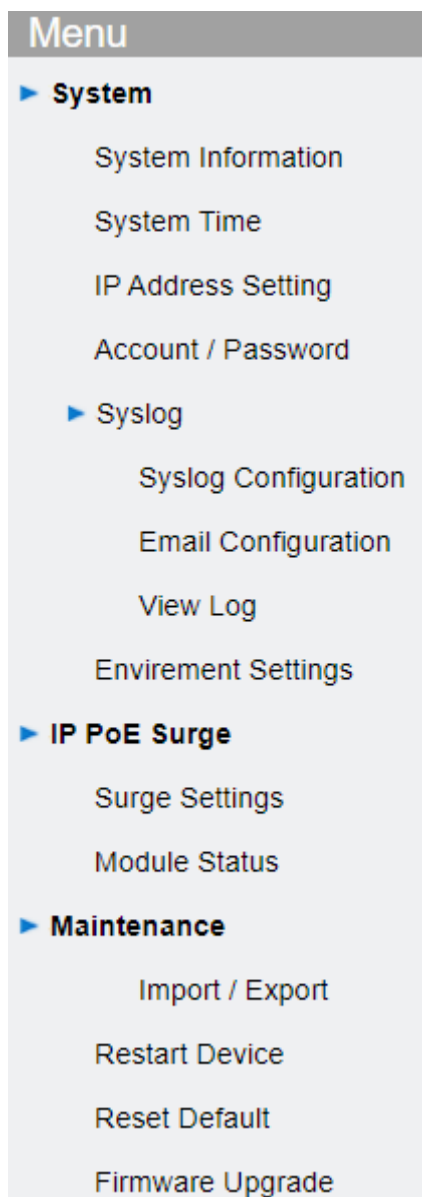 Menu
System
System Information
System Time
IP Address Setting
Account / Password
Syslog
Syslog Configuration
Email Configuration
View Log
Envirement Settings
IP PoE Surge
Surge Settings
Module Status
Maintenance
Import / Export
Restart Device
Reset Default
Firmware Upgrade